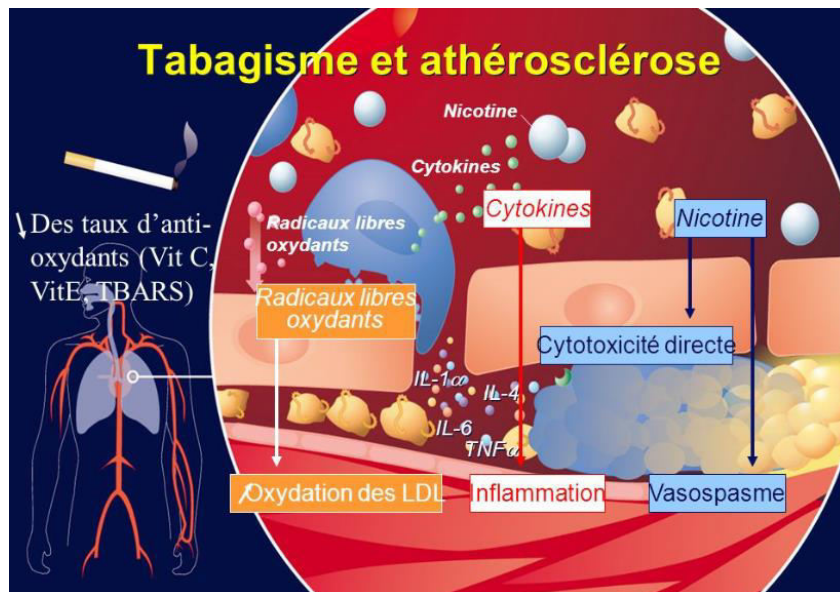 Tabagisme et athérosclérose
Nicotine
Cytokines
Radicaux libres
oxydants
Cytokines
Nicotine
↘Des taux d’anti-
oxydants (Vit C,
VitE, TBARS)
Radicaux libres
oxydants
Cytotoxicité directe
IL-1α
IL-4
IL-6
TNFα
↗Oxydation des LDL
Inflammation
Vasospasme